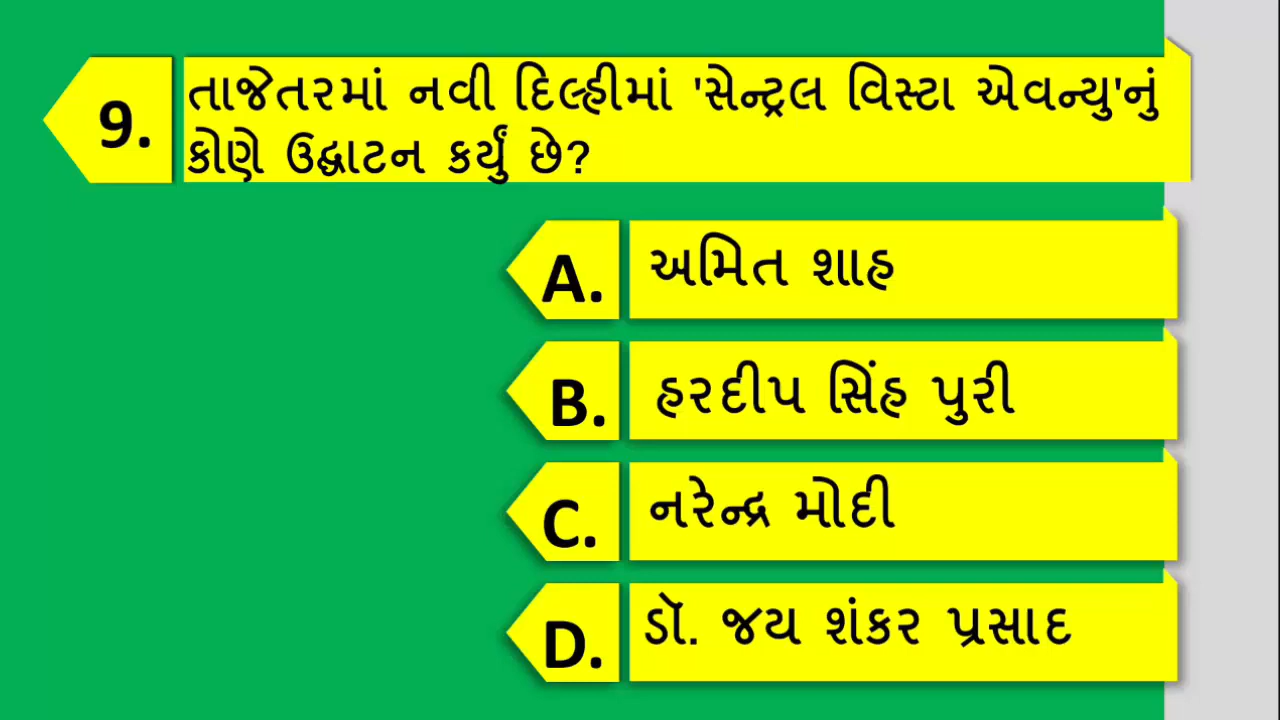 9. તાજેતરમાં નવી દિલ્હીમાં 'સેન્ટ્રલ વિસ્ટા એવન્યુ'નું
કોણે ઉદ્ઘાટન કર્યું છે?
A. અમિત શાહ
B. હરદીપ સિંહ પુરી
C. નરેન્દ્ર મોદી
D. ડૉ. જય શંકર પ્રસાદ